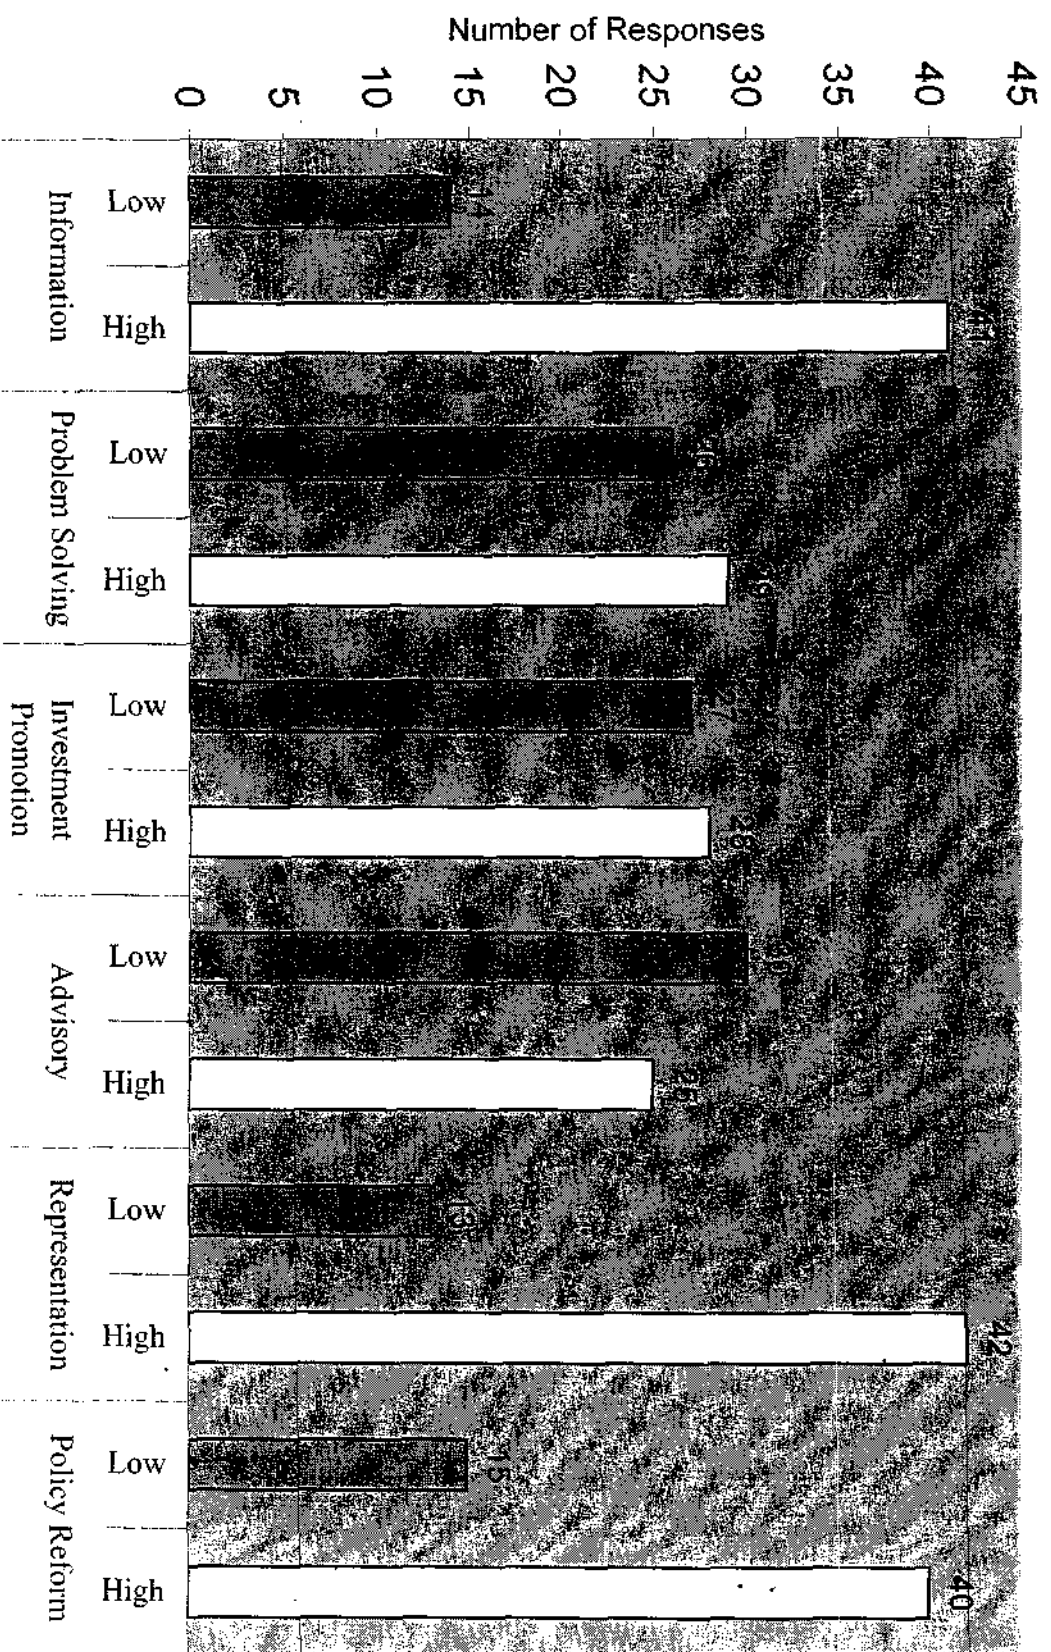 Number of Responses
45
40
35
30
25
20
15
10
5
0
14
41
29
27
28
30
25
13
42
15
40
Low
High
Low
High
Low
High
Low
High
Low
High
Low
High
Information
Problem Solving
Investment
Promotion
Advisory
Representation
Policy Reform